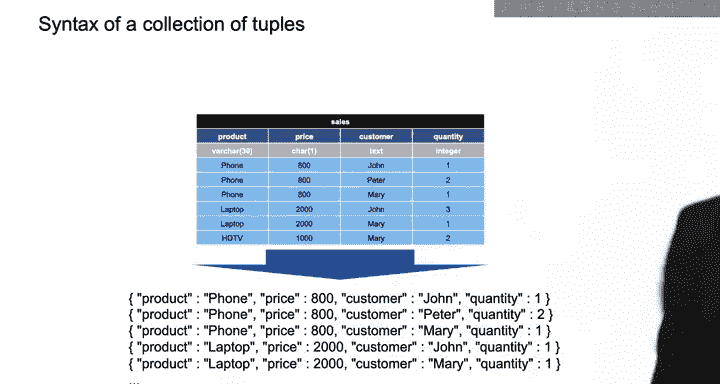 Syntax of a collection of tuples
sales
product price customer quantity
varchar(30) char(1) text integer
Phone 800 John 1
Phone 800 Peter 2
Phone 800 Mary 1
Laptop 2000 John 3
Laptop 2000 Mary 1
HDTV 1000 Mary 2
{ "product" : "Phone", "price" : 800, "customer" : "John", "quantity" : 1 }
{ "product" : "Phone", "price" : 800, "customer" : "Peter", "quantity" : 2 }
{ "product" : "Phone", "price" : 800, "customer" : "Mary", "quantity" : 1 }
{ "product" : "Laptop", "price" : 2000, "customer" : "John", "quantity" : 1 }
{ "product" : "Laptop", "price" : 2000, "customer" : "Mary", "quantity" : 1 }
...